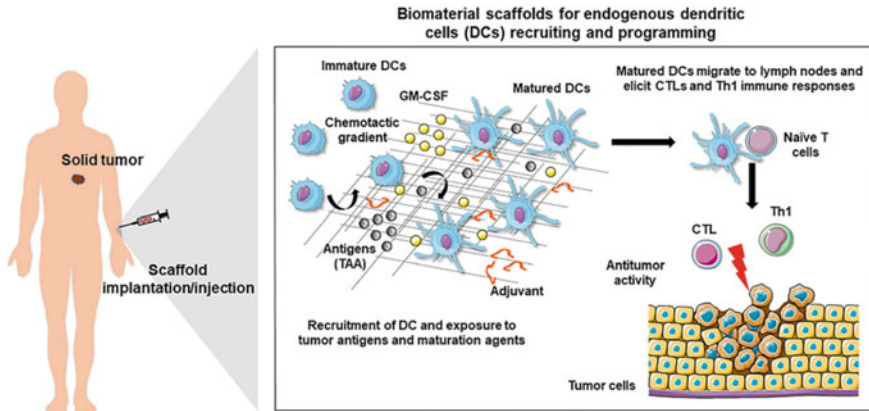 Biomaterial scaffolds for endogenous dendritic
cells (DCs) recruiting and programming
Solid tumor
Scaffold
implantation/injection
Immature DCs
GM-CSF
Matured DCs
Chemotactic
gradient
Antigens
(TAA)
Adjuvant
Recruitment of DC and exposure to
tumor antigens and maturation agents
Matured DCs migrate to lymph nodes and
elicit CTLs and Th1 immune responses
Naïve T
cells
Th1
CTL
Antitumor
activity
Tumor cells